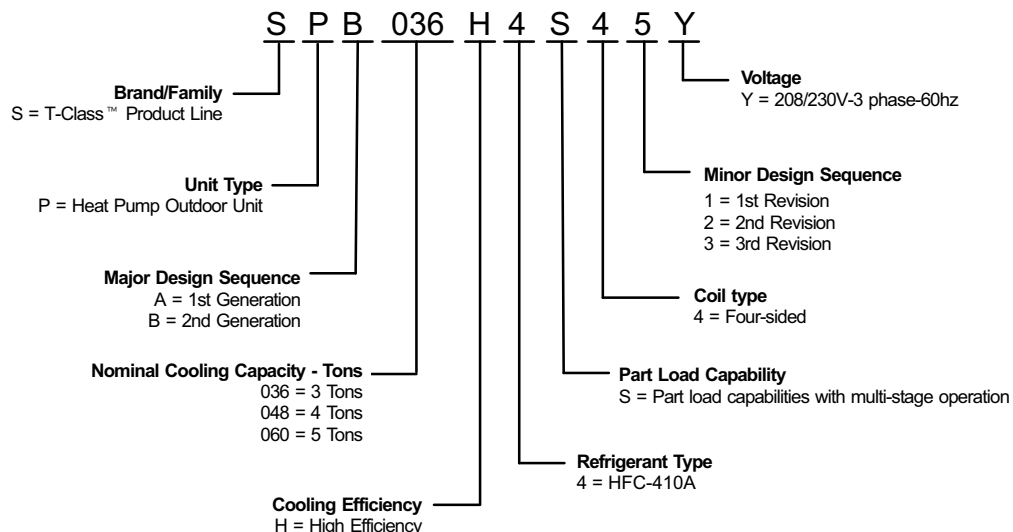 S P B 036 H 4 S 4 5 Y
Brand/Family
S = T-Class™ Product Line
Voltage
Y = 208/230V-3 phase-60hz
Unit Type
P = Heat Pump Outdoor Unit
Minor Design Sequence
1 = 1st Revision
2 = 2nd Revision
3 = 3rd Revision
Major Design Sequence
A = 1st Generation
B = 2nd Generation
Coil type
4 = Four-sided
Nominal Cooling Capacity - Tons
036 = 3 Tons
048 = 4 Tons
060 = 5 Tons
Part Load Capability
S = Part load capabilities with multi-stage operation
Refrigerant Type
4 = HFC-410A
Cooling Efficiency
H = High Efficiency